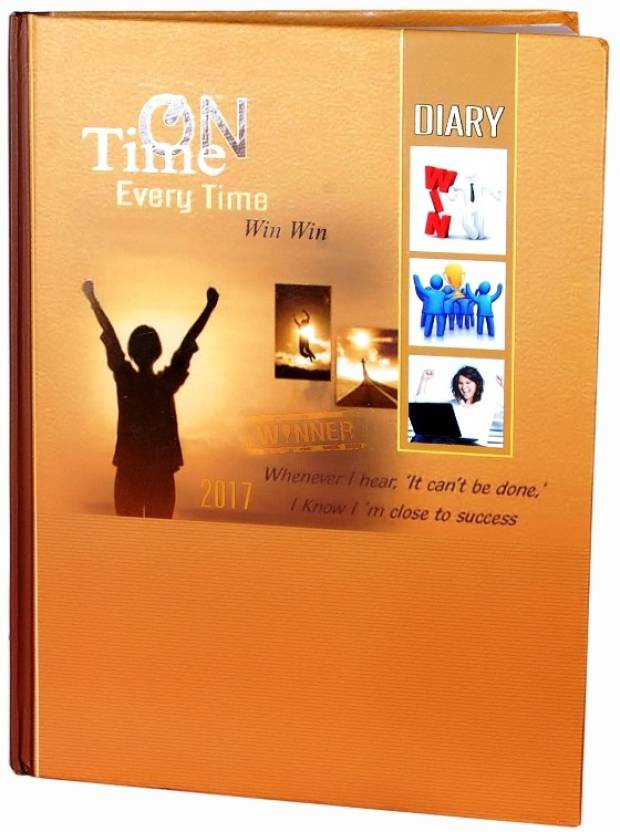 ON
Time
Every Time
Win Win
DIARY
WIN
WINNER
2017
Whenever I hear, 'It can't be done,'
I Know I 'm close to success